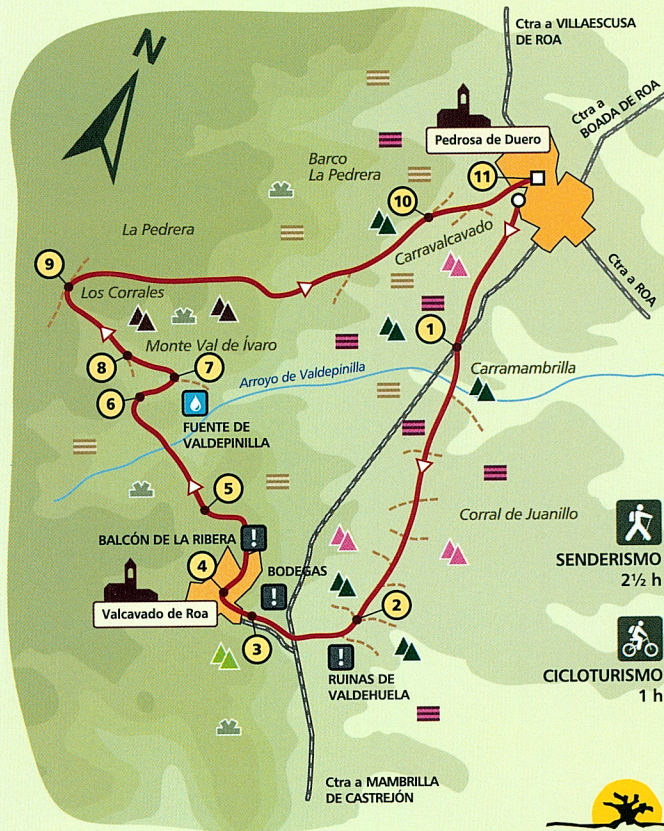 N
Ctra a VILLAESCUSA
DE ROA
Ctra a
BOADA DE ROA
Pedrosa de Duero
11
Barco
La Pedrera
10
La Pedrera
Carravalcavado
Ctra a ROA
9
Los Corrales
1
8
Monte Val de Ívaro
7
Arroyo de Valdepinilla
Carramambrilla
6
FUENTE DE
VALDEPINILLA
5
Corral de Juanillo
BALCÓN DE LA RIBERA
!
SENDERISMO
2½ h
4
BODEGAS
!
Valcavado de Roa
2
3
!
RUINAS DE
VALDEHUELA
CICLOTURISMO
1 h
Ctra a MAMBRILLA
DE CASTREJÓN